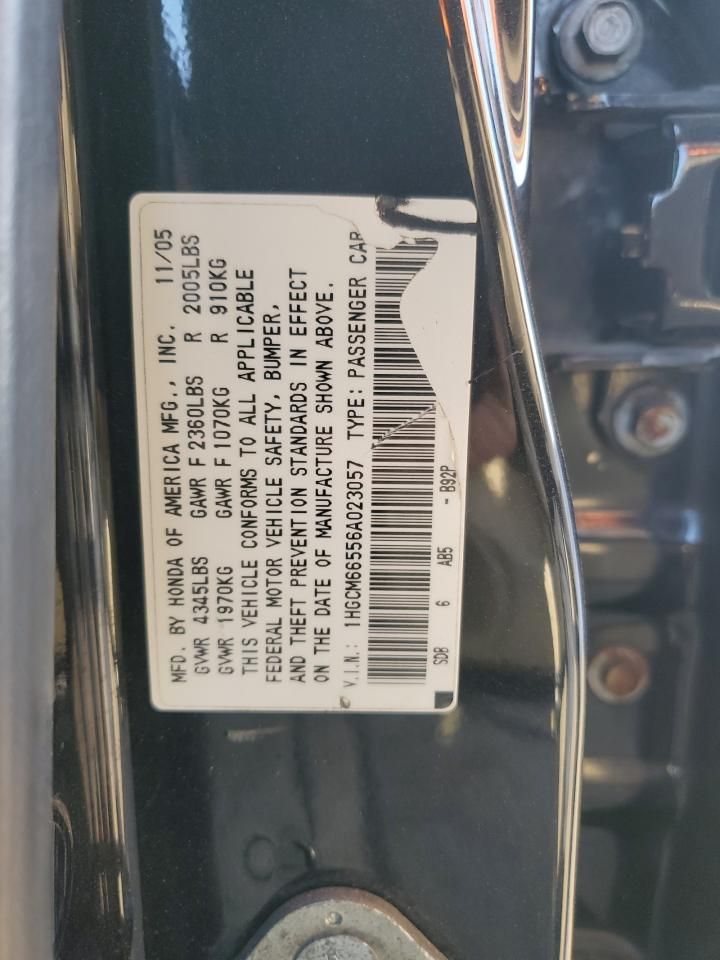 MFD. BY HONDA OF AMERICA MFG., INC. 11/05
GVWR 4345LBS GAWR F 2360LBS R 2005LBS
GVWR 1970KG GAWR F 1070KG R 910KG
THIS VEHICLE CONFORMS TO ALL APPLICABLE
FEDERAL MOTOR VEHICLE SAFETY, BUMPER,
AND THEFT PREVENTION STANDARDS IN EFFECT
ON THE DATE OF MANUFACTURE SHOWN ABOVE.
V.I.N.: 1HGCM66556A023057 TYPE: PASSENGER CAR
SDB 6 AB5 - B92P